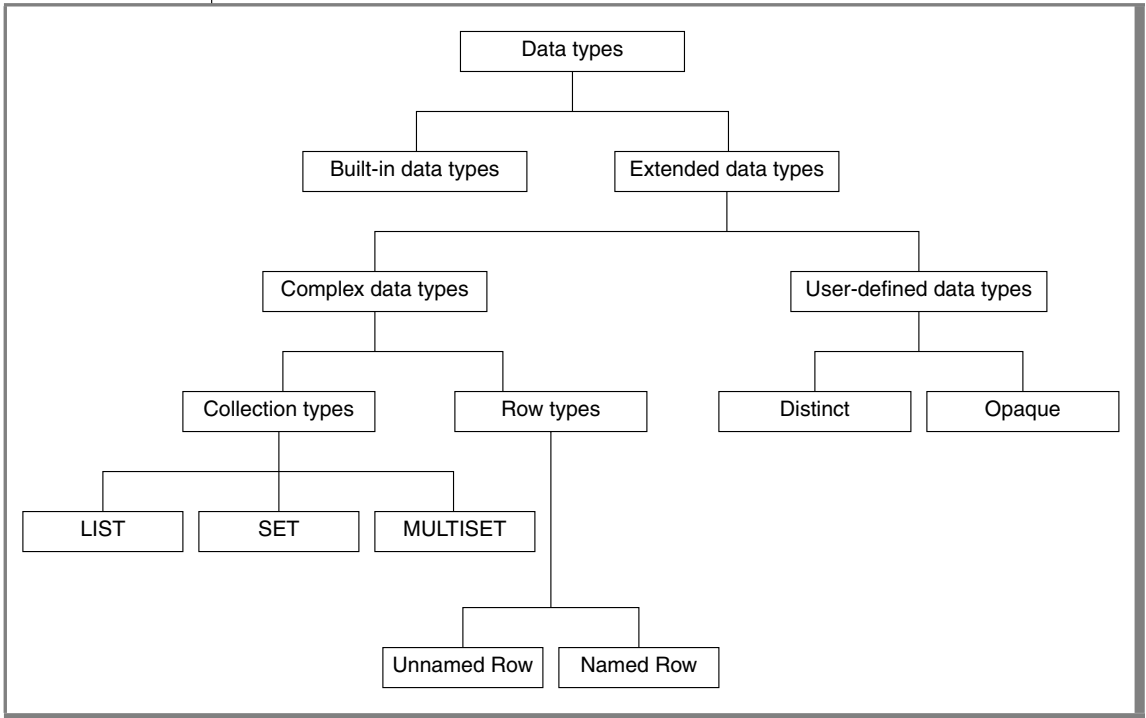 Data types
Built-in data types
Extended data types
Complex data types
User-defined data types
Collection types
Row types
Distinct
Opaque
LIST
SET
MULTISET
Unnamed Row
Named Row